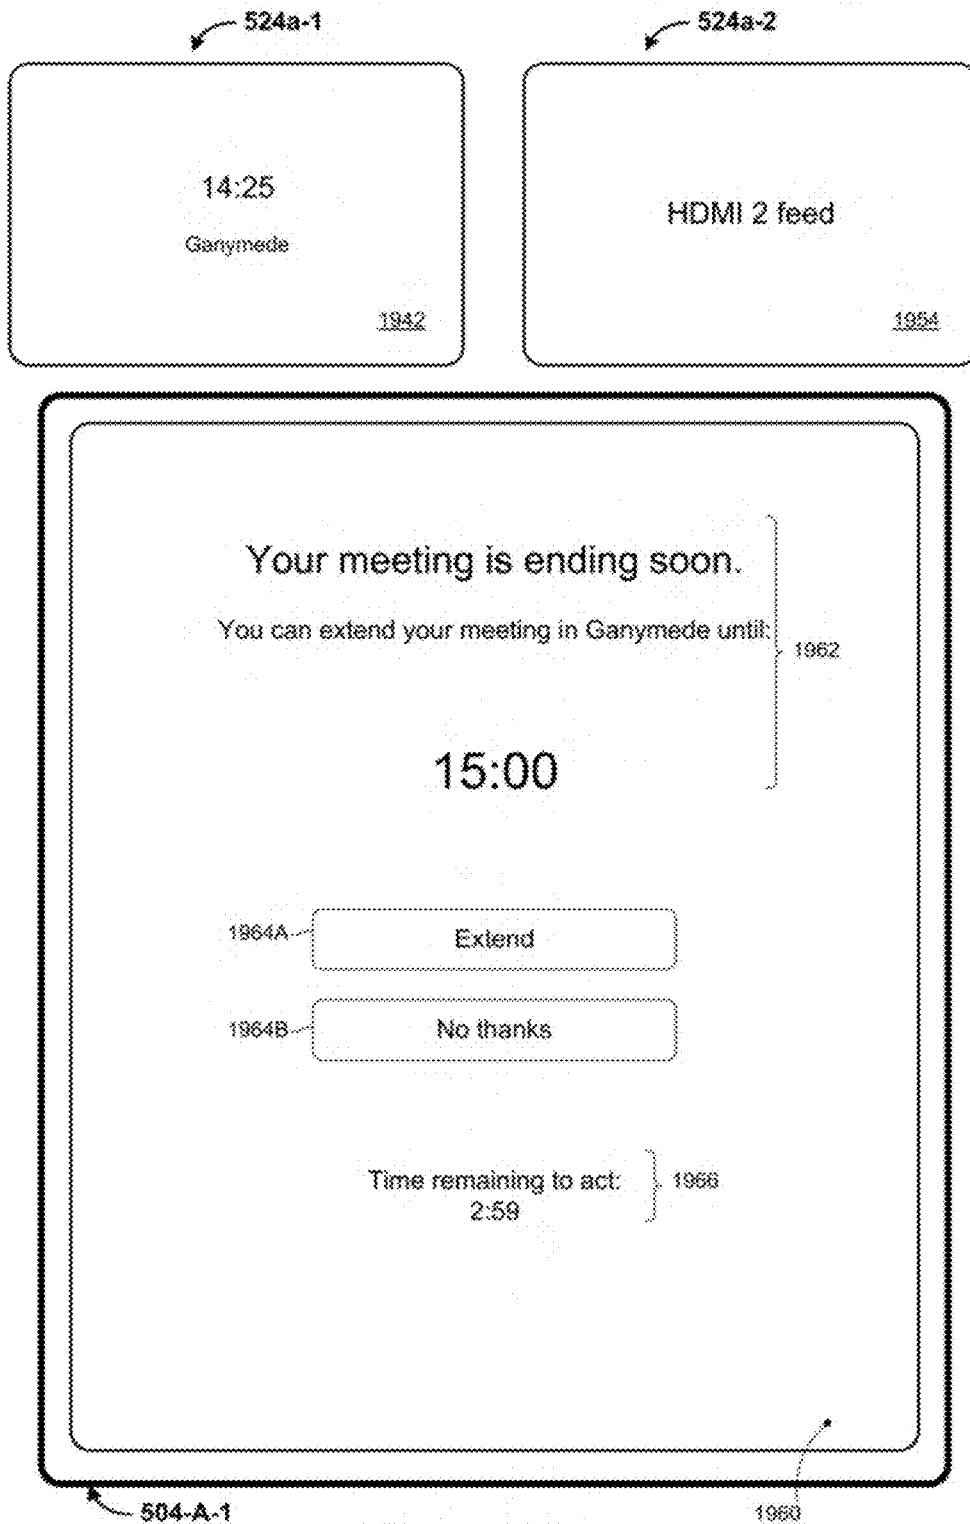 524a-1
524a-2
14:25
Ganymede
1942
HDMI 2 feed
1954
Your meeting is ending soon.
You can extend your meeting in Ganymede until:
1962
15:00
1964A
Extend
1964B
No thanks
Time remaining to act:
2:59
1966
504-A-1
1960